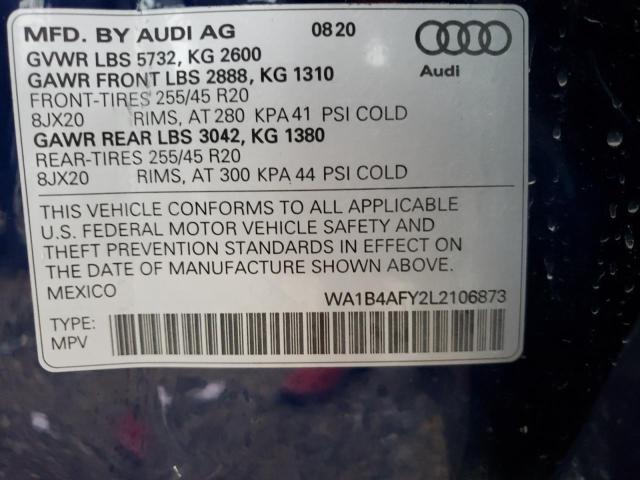 MFD. BY AUDI AG 0820
GVWR LBS 5732, KG 2600
GAWR FRONT LBS 2888, KG 1310
FRONT-TIRES 255/45 R20
8JX20 RIMS, AT 280 KPA 41 PSI COLD
GAWR REAR LBS 3042, KG 1380
REAR-TIRES 255/45 R20
8JX20 RIMS, AT 300 KPA 44 PSI COLD
Audi
THIS VEHICLE CONFORMS TO ALL APPLICABLE
U.S. FEDERAL MOTOR VEHICLE SAFETY AND
THEFT PREVENTION STANDARDS IN EFFECT ON
THE DATE OF MANUFACTURE SHOWN ABOVE.
MEXICO WA1B4AFY2L2106873
TYPE:
MPV